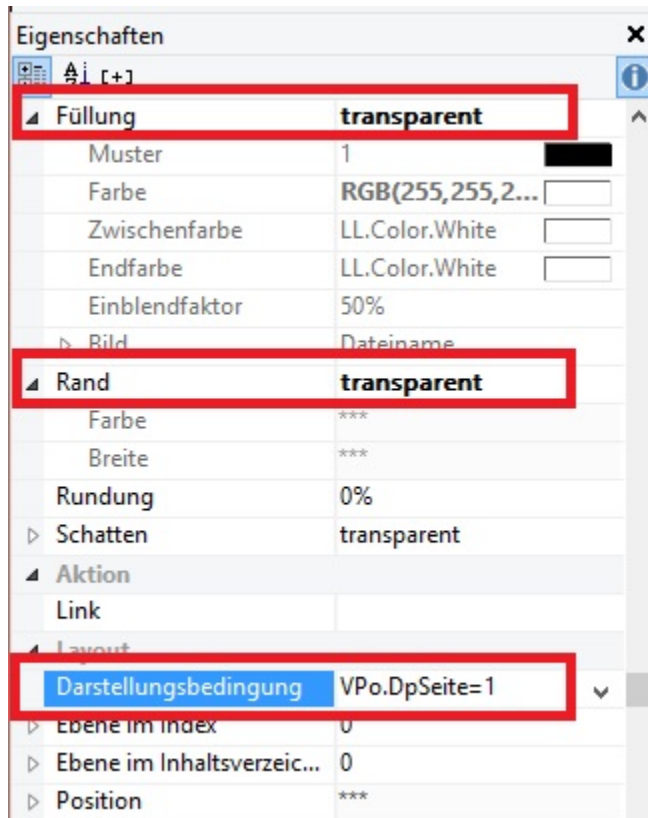 Eigenschaften
[+]
Füllung transparent
Muster 1
Farbe RGB(255,255,2...
Zwischenfarbe LL.Color.White
Endfarbe LL.Color.White
Einblendfaktor 50%
Bild Dateiname
Rand transparent
Farbe ***
Breite ***
Rundung 0%
Schatten transparent
Aktion
Link
Layout
Darstellungsbedingung VPo.DpSeite=1
Ebene im Index 0
Ebene im Inhaltsverzeic... 0
Position ***